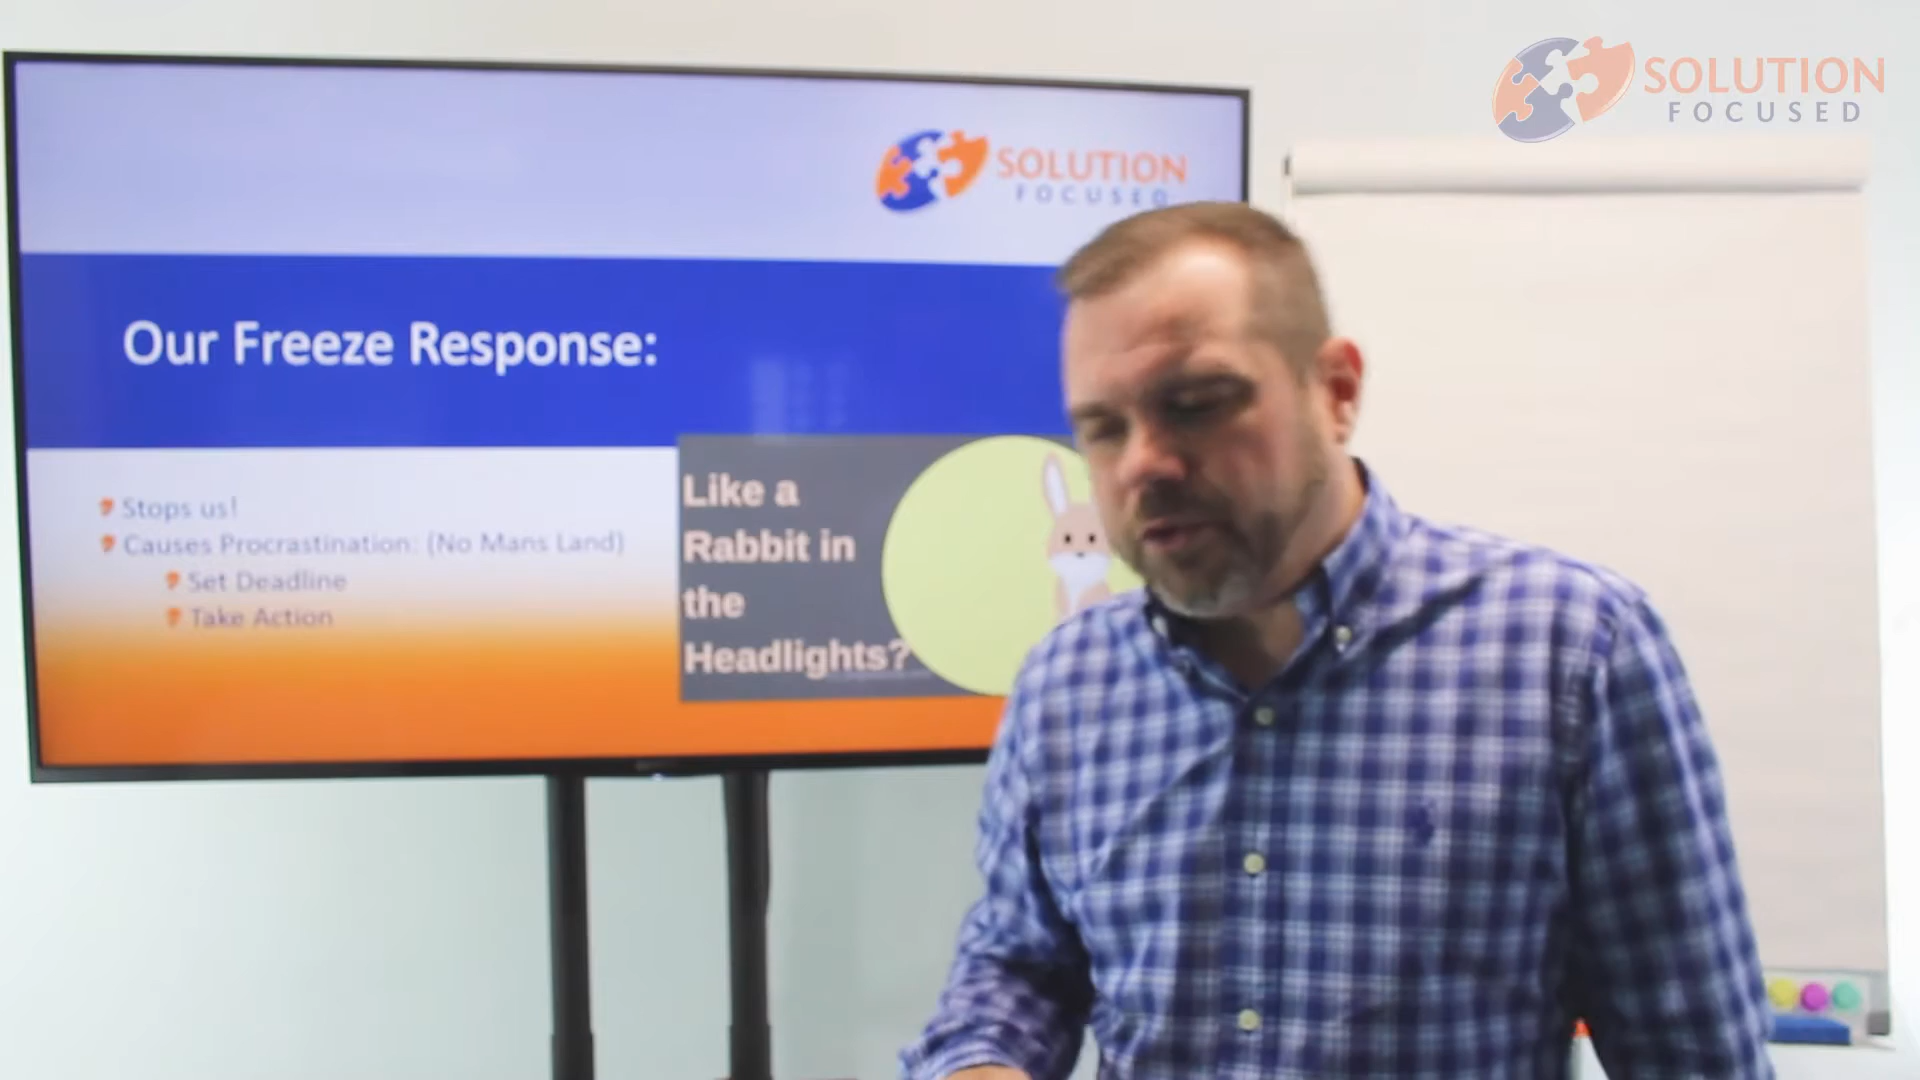 SOLUTION
FOCUSED
SOLUTION
FOCUSED
Our Freeze Response:
Stops us!
Causes Procrastination: (No Mans Land)
Set Deadline
Take Action
Like a
Rabbit in
the
Headlights?